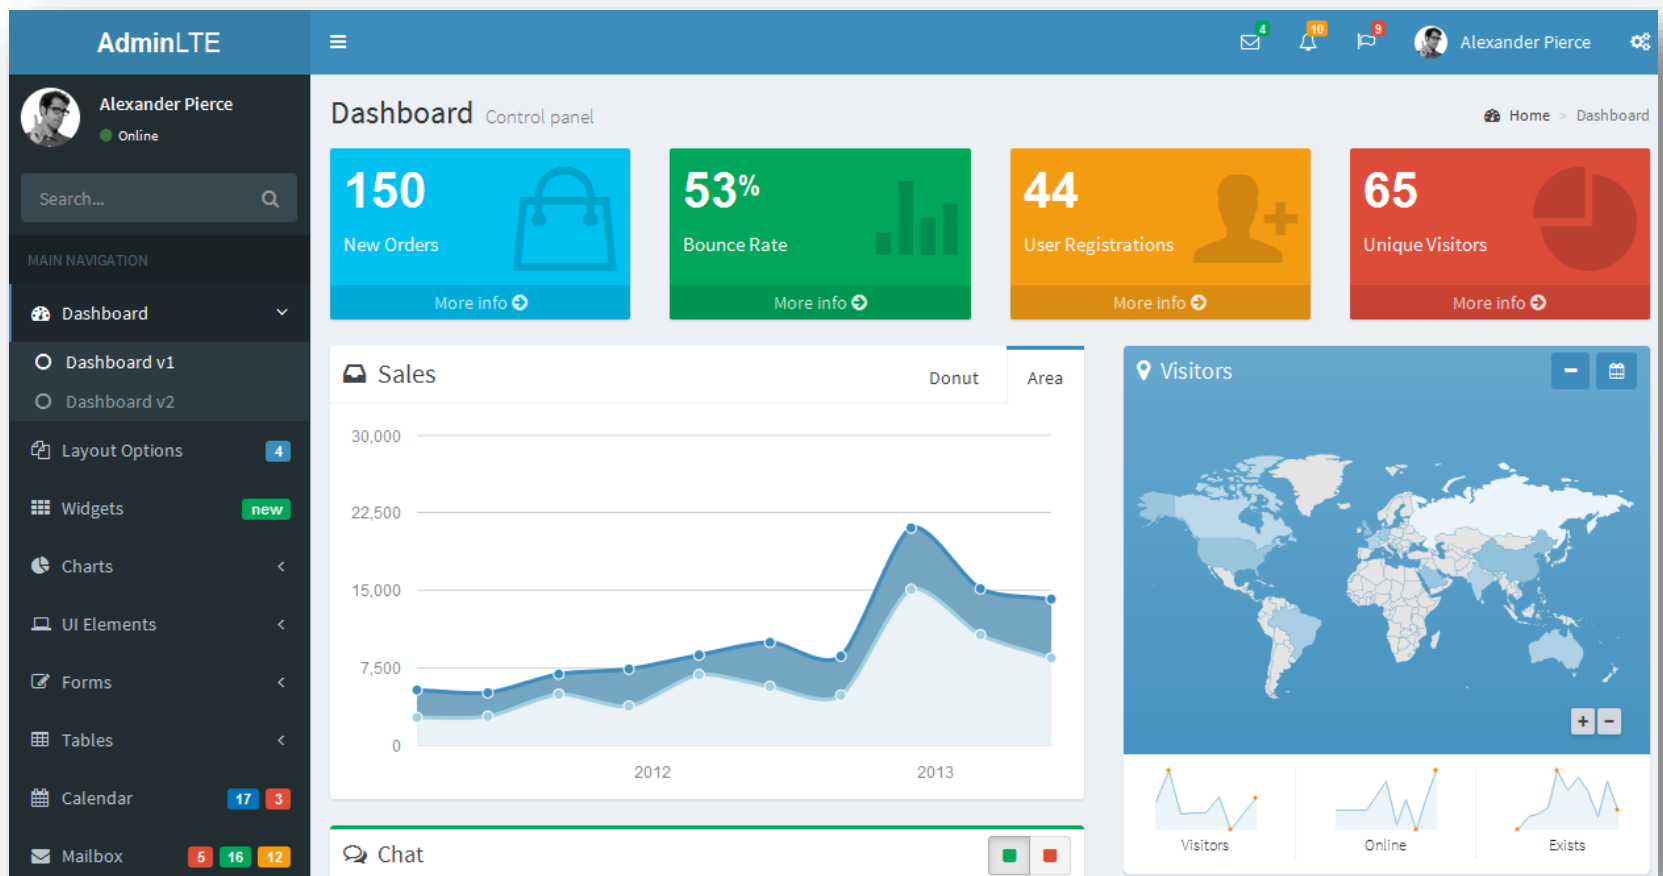 AdminLTE
4
10
9
Alexander Pierce
Alexander Pierce
Online
Search...
MAIN NAVIGATION
Dashboard
Dashboard v1
Dashboard v2
Layout Options 4
Widgets new
Charts
UI Elements
Forms
Tables
Calendar 17 3
Mailbox 5 16 12
Dashboard Control panel
Home > Dashboard
150
New Orders
More info
53%
Bounce Rate
More info
44
User Registrations
More info
65
Unique Visitors
More info
Sales
Donut Area
30,000
22,500
15,000
7,500
0
2012 2013
Visitors
+ −
Visitors
Online
Exists
Chat